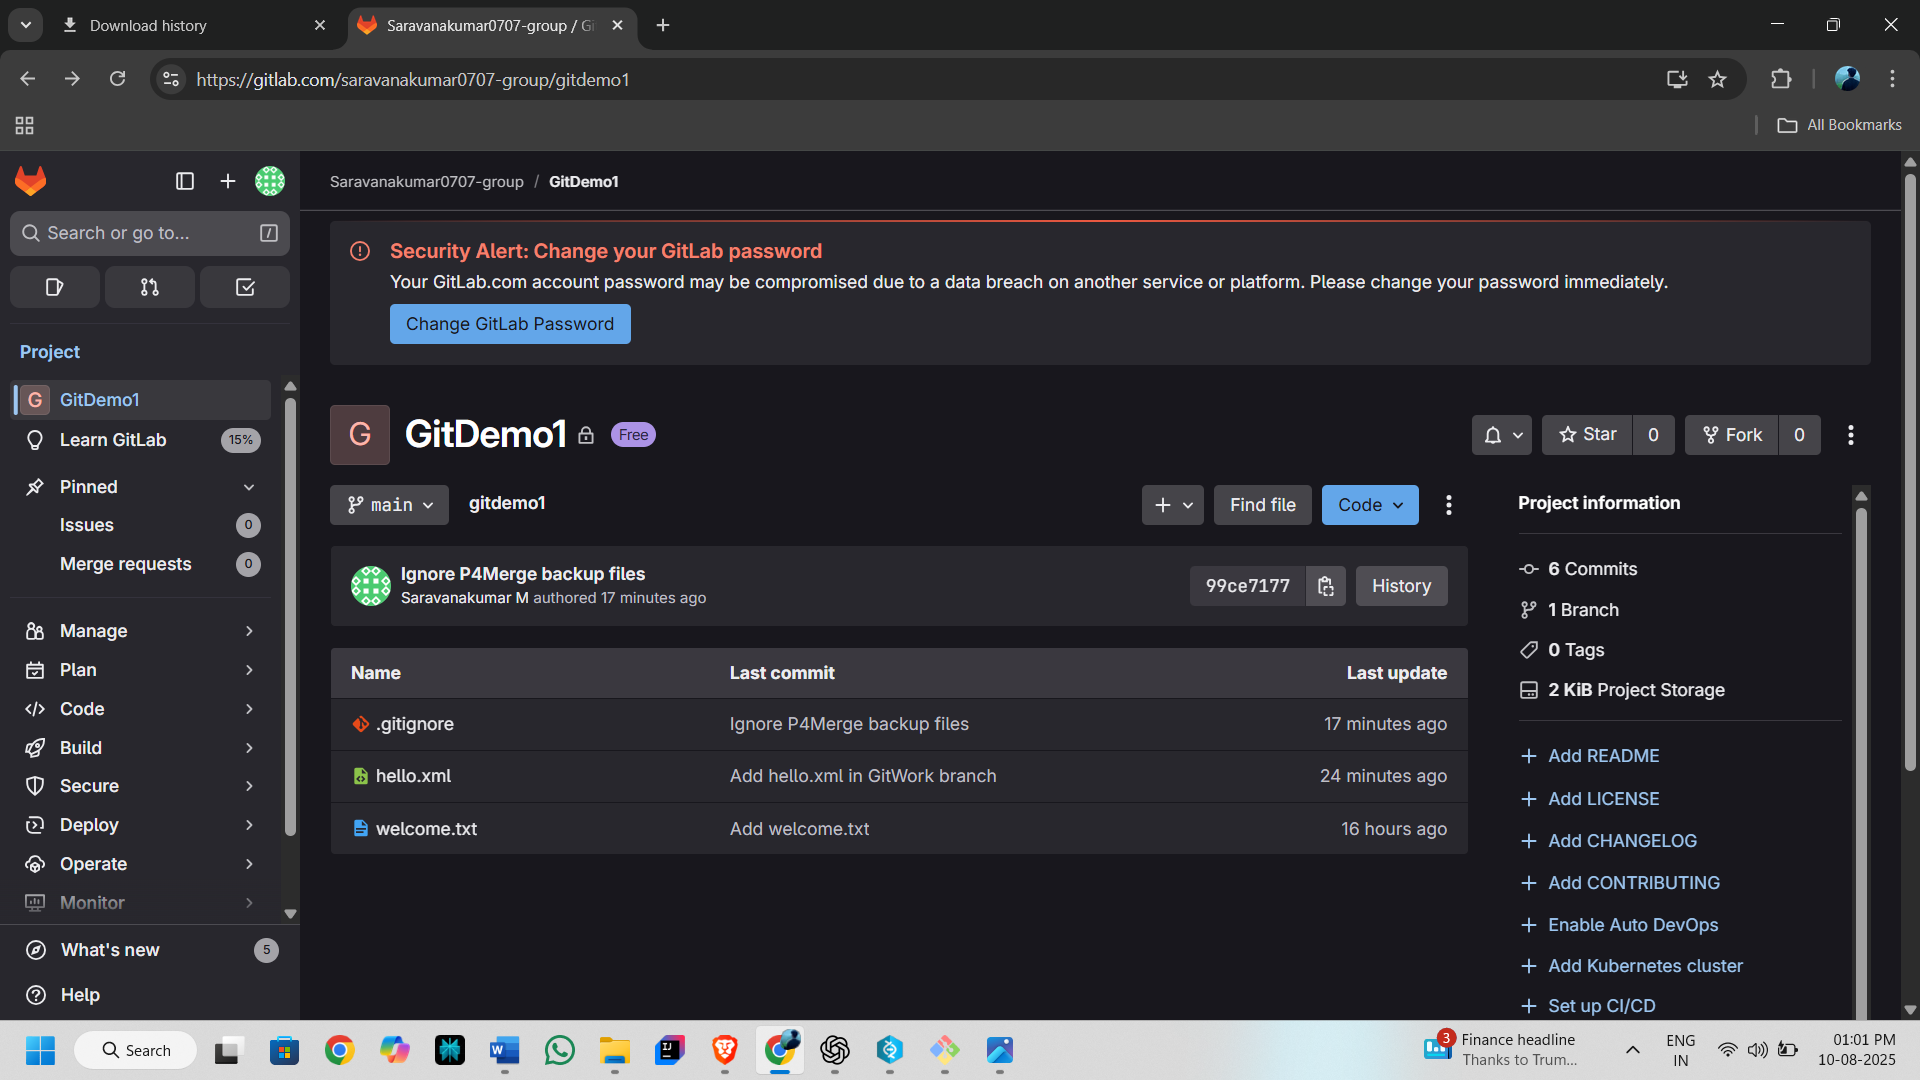 Download history
Saravanakumar0707-group / Gi
https://gitlab.com/saravanakumar0707-group/gitdemo1
All Bookmarks
Saravanakumar0707-group / GitDemo1
Search or go to...
/
Security Alert: Change your GitLab password
Your GitLab.com account password may be compromised due to a data breach on another service or platform. Please change your password immediately.
Change GitLab Password
Project
G GitDemo1
Learn GitLab 15%
Pinned
Issues 0
Merge requests 0
Manage
Plan
Code
Build
Secure
Deploy
Operate
Monitor
What's new 5
Help
G GitDemo1 Free
Star 0
Fork 0
main
gitdemo1
Find file
Code
Ignore P4Merge backup files
Saravanakumar M authored 17 minutes ago
99ce7177
History
Name Last commit Last update
.gitignore Ignore P4Merge backup files 17 minutes ago
hello.xml Add hello.xml in GitWork branch 24 minutes ago
welcome.txt Add welcome.txt 16 hours ago
Project information
6 Commits
1 Branch
0 Tags
2 KiB Project Storage
Add README
Add LICENSE
Add CHANGELOG
Add CONTRIBUTING
Enable Auto DevOps
Add Kubernetes cluster
Set up CI/CD
Search
W
IJ
3
Finance headline
Thanks to Trum...
ENG
IN
01:01 PM
10-08-2025